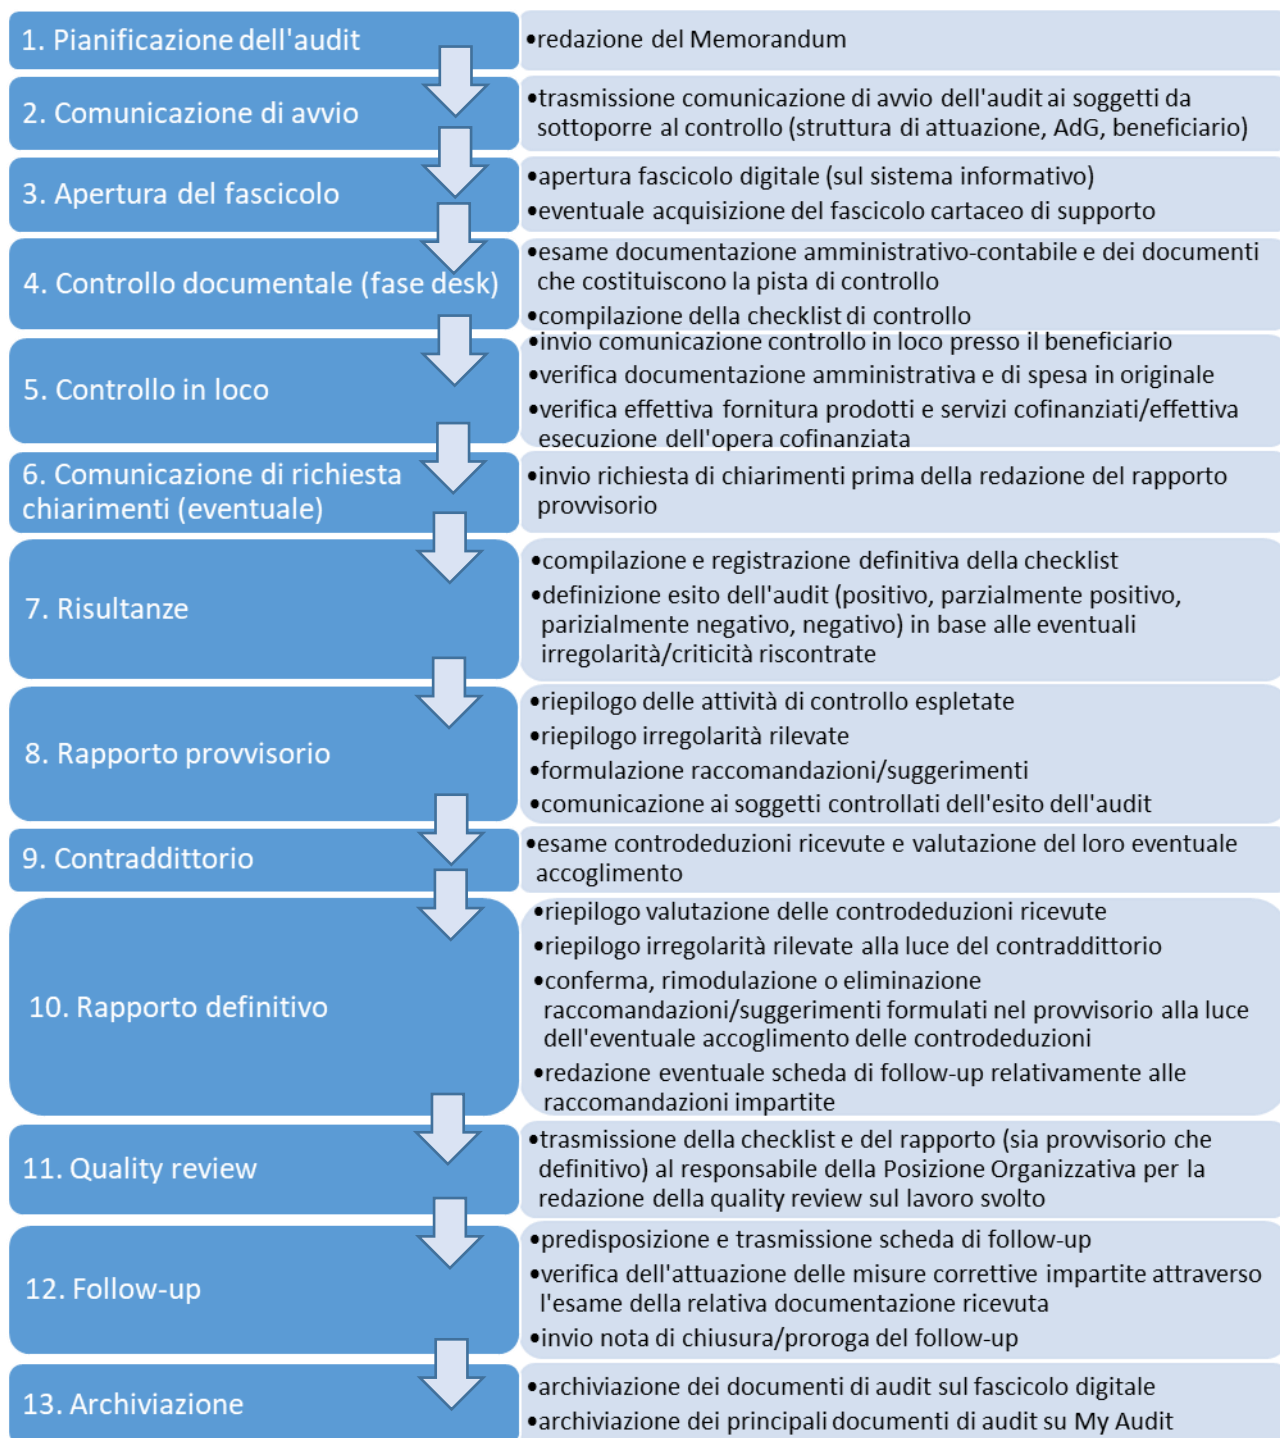 1. Pianificazione dell'audit
•redazione del Memorandum
2. Comunicazione di avvio
•trasmissione comunicazione di avvio dell'audit ai soggetti da
sottoporre al controllo (struttura di attuazione, AdG, beneficiario)
3. Apertura del fascicolo
•apertura fascicolo digitale (sul sistema informativo)
•eventuale acquisizione del fascicolo cartaceo di supporto
4. Controllo documentale (fase desk)
•esame documentazione amministrativo-contabile e dei documenti
che costituiscono la pista di controllo
•compilazione della checklist di controllo
5. Controllo in loco
•invio comunicazione controllo in loco presso il beneficiario
•verifica documentazione amministrativa e di spesa in originale
•verifica effettiva fornitura prodotti e servizi cofinanziati/effettiva
esecuzione dell'opera cofinanziata
6. Comunicazione di richiesta
chiarimenti (eventuale)
•invio richiesta di chiarimenti prima della redazione del rapporto
provvisorio
7. Risultanze
•compilazione e registrazione definitiva della checklist
•definizione esito dell'audit (positivo, parzialmente positivo,
parizialmente negativo, negativo) in base alle eventuali
irregolarità/criticità riscontrate
8. Rapporto provvisorio
•riepilogo delle attività di controllo espletate
•riepilogo irregolarità rilevate
•formulazione raccomandazioni/suggerimenti
•comunicazione ai soggetti controllati dell'esito dell'audit
9. Contraddittorio
•esame controdeduzioni ricevute e valutazione del loro eventuale
accoglimento
10. Rapporto definitivo
•riepilogo valutazione delle controdeduzioni ricevute
•riepilogo irregolarità rilevate alla luce del contraddittorio
•conferma, rimodulazione o eliminazione
raccomandazioni/suggerimenti formulati nel provvisorio alla luce
dell'eventuale accoglimento delle controdeduzioni
•redazione eventuale scheda di follow-up relativamente alle
raccomandazioni impartite
11. Quality review
•trasmissione della checklist e del rapporto (sia provvisorio che
definitivo) al responsabile della Posizione Organizzativa per la
redazione della quality review sul lavoro svolto
12. Follow-up
•predisposizione e trasmissione scheda di follow-up
•verifica dell'attuazione delle misure correttive impartite attraverso
l'esame della relativa documentazione ricevuta
•invio nota di chiusura/proroga del follow-up
13. Archiviazione
•archiviazione dei documenti di audit sul fascicolo digitale
•archiviazione dei principali documenti di audit su My Audit